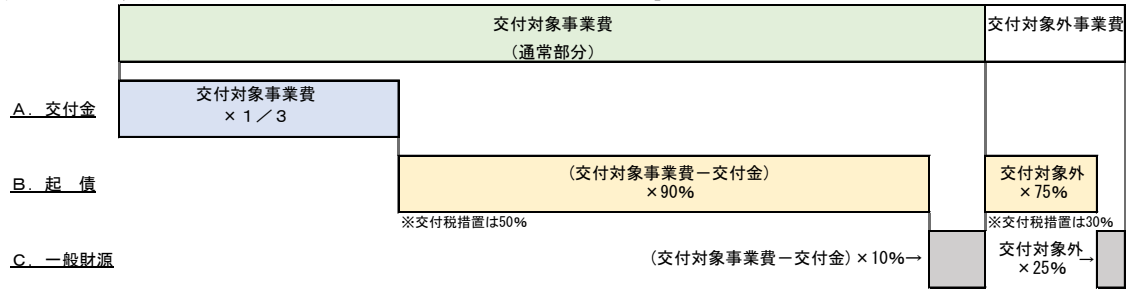 交付対象事業費
（通常部分）
交付対象外事業費
A．交付金
交付対象事業費
×１／３
B．起　債
（交付対象事業費－交付金）
×90%
交付対象外
×75%
※交付税措置は50%
※交付税措置は30%
C．一般財源
（交付対象事業費－交付金）×10%→
交付対象外
×25%→